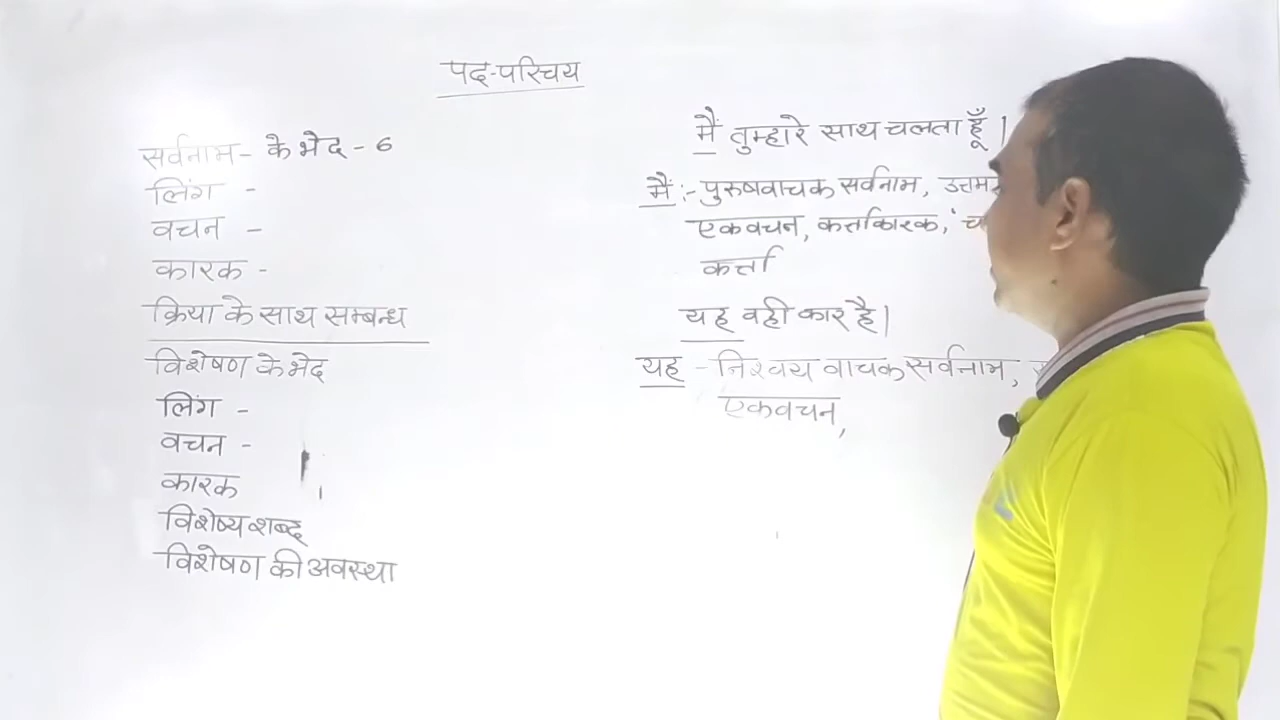 पद-परिचय
सर्वनाम - के भेद - 6
लिंग -
वचन -
कारक -
क्रिया के साथ सम्बन्ध
विशेषण के भेद
लिंग -
वचन -
कारक
विशेष्य शब्द
विशेषण की अवस्था
मैं तुम्हारे साथ चलता हूँ।
मैं :- पुरुषवाचक सर्वनाम,
एकवचन, कर्त्ताकारक,
कर्त्ता
यह वही कार है।
यह - निश्चय वाचक सर्वनाम,
एकवचन,